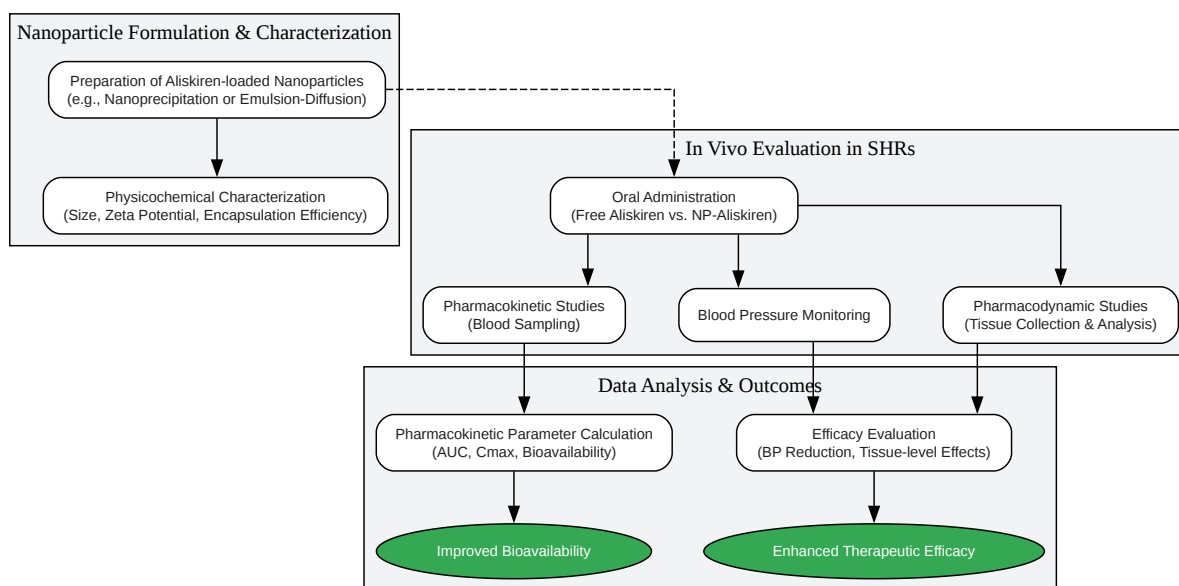 Nanoparticle Formulation & Characterization
Preparation of Aliskiren-loaded Nanoparticles
(e.g., Nanoprecipitation or Emulsion-Diffusion)
Physicochemical Characterization
(Size, Zeta Potential, Encapsulation Efficiency)
In Vivo Evaluation in SHRs
Oral Administration
(Free Aliskiren vs. NP-Aliskiren)
Pharmacokinetic Studies
(Blood Sampling)
Blood Pressure Monitoring
Pharmacodynamic Studies
(Tissue Collection & Analysis)
Data Analysis & Outcomes
Pharmacokinetic Parameter Calculation
(AUC, Cmax, Bioavailability)
Efficacy Evaluation
(BP Reduction, Tissue-level Effects)
Improved Bioavailability
Enhanced Therapeutic Efficacy